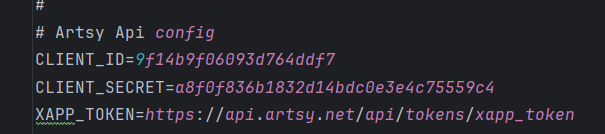 #
# Artsy Api config
CLIENT_ID=9f14b9f06093d764ddf7
CLIENT_SECRET=a8f0f836b1832d14bdc0e3e4c75559c4
XAPP_TOKEN=https://api.artsy.net/api/tokens/xapp_token